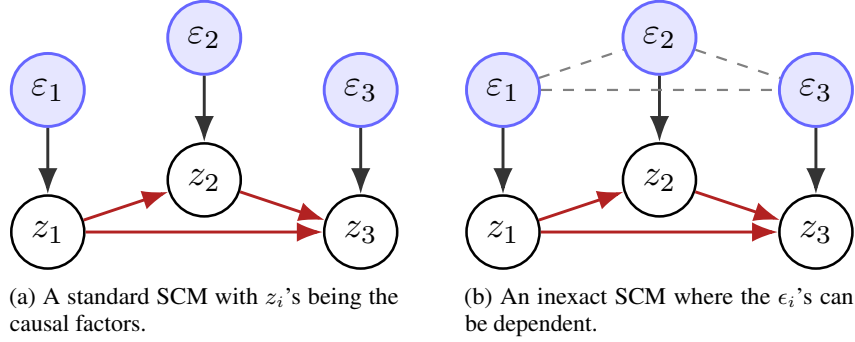 ε₂ ε₂
ε₁ ε₃ ε₁ ε₃
z₂ z₂
z₁ z₃ z₁ z₃
(a) A standard SCM with zᵢ's being the
causal factors.
(b) An inexact SCM where the ϵᵢ's can
be dependent.